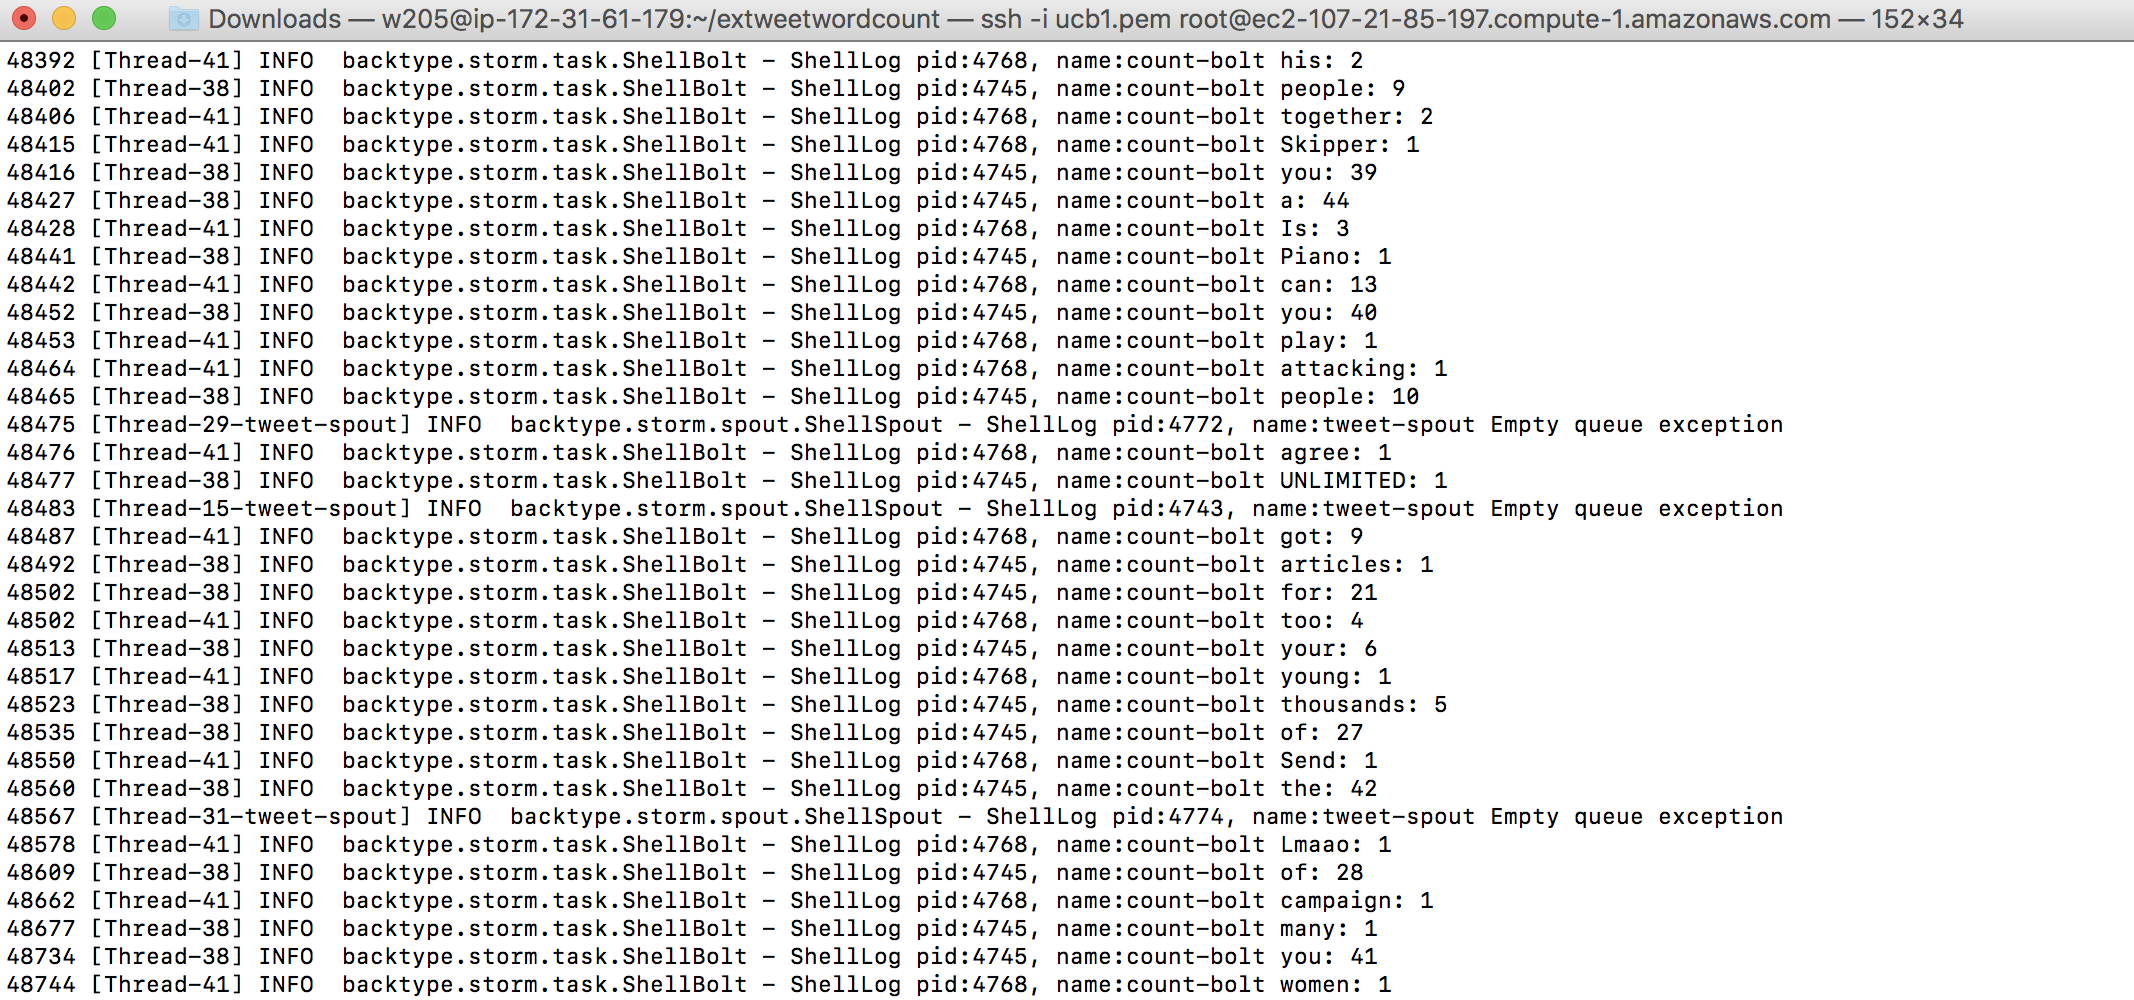 Downloads — w205@ip-172-31-61-179:~/extweetwordcount — ssh -i ucb1.pem root@ec2-107-21-85-197.compute-1.amazonaws.com — 152×34
48392 [Thread-41] INFO  backtype.storm.task.ShellBolt - ShellLog pid:4768, name:count-bolt his: 2
48402 [Thread-38] INFO  backtype.storm.task.ShellBolt - ShellLog pid:4745, name:count-bolt people: 9
48406 [Thread-41] INFO  backtype.storm.task.ShellBolt - ShellLog pid:4768, name:count-bolt together: 2
48415 [Thread-41] INFO  backtype.storm.task.ShellBolt - ShellLog pid:4768, name:count-bolt Skipper: 1
48416 [Thread-38] INFO  backtype.storm.task.ShellBolt - ShellLog pid:4745, name:count-bolt you: 39
48427 [Thread-38] INFO  backtype.storm.task.ShellBolt - ShellLog pid:4745, name:count-bolt a: 44
48428 [Thread-41] INFO  backtype.storm.task.ShellBolt - ShellLog pid:4768, name:count-bolt Is: 3
48441 [Thread-38] INFO  backtype.storm.task.ShellBolt - ShellLog pid:4745, name:count-bolt Piano: 1
48442 [Thread-41] INFO  backtype.storm.task.ShellBolt - ShellLog pid:4768, name:count-bolt can: 13
48452 [Thread-38] INFO  backtype.storm.task.ShellBolt - ShellLog pid:4745, name:count-bolt you: 40
48453 [Thread-41] INFO  backtype.storm.task.ShellBolt - ShellLog pid:4768, name:count-bolt play: 1
48464 [Thread-41] INFO  backtype.storm.task.ShellBolt - ShellLog pid:4768, name:count-bolt attacking: 1
48465 [Thread-38] INFO  backtype.storm.task.ShellBolt - ShellLog pid:4745, name:count-bolt people: 10
48475 [Thread-29-tweet-spout] INFO  backtype.storm.spout.ShellSpout - ShellLog pid:4772, name:tweet-spout Empty queue exception
48476 [Thread-41] INFO  backtype.storm.task.ShellBolt - ShellLog pid:4768, name:count-bolt agree: 1
48477 [Thread-38] INFO  backtype.storm.task.ShellBolt - ShellLog pid:4745, name:count-bolt UNLIMITED: 1
48483 [Thread-15-tweet-spout] INFO  backtype.storm.spout.ShellSpout - ShellLog pid:4743, name:tweet-spout Empty queue exception
48487 [Thread-41] INFO  backtype.storm.task.ShellBolt - ShellLog pid:4768, name:count-bolt got: 9
48492 [Thread-38] INFO  backtype.storm.task.ShellBolt - ShellLog pid:4745, name:count-bolt articles: 1
48502 [Thread-38] INFO  backtype.storm.task.ShellBolt - ShellLog pid:4745, name:count-bolt for: 21
48502 [Thread-41] INFO  backtype.storm.task.ShellBolt - ShellLog pid:4768, name:count-bolt too: 4
48513 [Thread-38] INFO  backtype.storm.task.ShellBolt - ShellLog pid:4745, name:count-bolt your: 6
48517 [Thread-41] INFO  backtype.storm.task.ShellBolt - ShellLog pid:4768, name:count-bolt young: 1
48523 [Thread-38] INFO  backtype.storm.task.ShellBolt - ShellLog pid:4745, name:count-bolt thousands: 5
48535 [Thread-38] INFO  backtype.storm.task.ShellBolt - ShellLog pid:4745, name:count-bolt of: 27
48550 [Thread-41] INFO  backtype.storm.task.ShellBolt - ShellLog pid:4768, name:count-bolt Send: 1
48560 [Thread-38] INFO  backtype.storm.task.ShellBolt - ShellLog pid:4745, name:count-bolt the: 42
48567 [Thread-31-tweet-spout] INFO  backtype.storm.spout.ShellSpout - ShellLog pid:4774, name:tweet-spout Empty queue exception
48578 [Thread-41] INFO  backtype.storm.task.ShellBolt - ShellLog pid:4768, name:count-bolt Lmaao: 1
48609 [Thread-38] INFO  backtype.storm.task.ShellBolt - ShellLog pid:4745, name:count-bolt of: 28
48662 [Thread-41] INFO  backtype.storm.task.ShellBolt - ShellLog pid:4768, name:count-bolt campaign: 1
48677 [Thread-38] INFO  backtype.storm.task.ShellBolt - ShellLog pid:4745, name:count-bolt many: 1
48734 [Thread-38] INFO  backtype.storm.task.ShellBolt - ShellLog pid:4745, name:count-bolt you: 41
48744 [Thread-41] INFO  backtype.storm.task.ShellBolt - ShellLog pid:4768, name:count-bolt women: 1